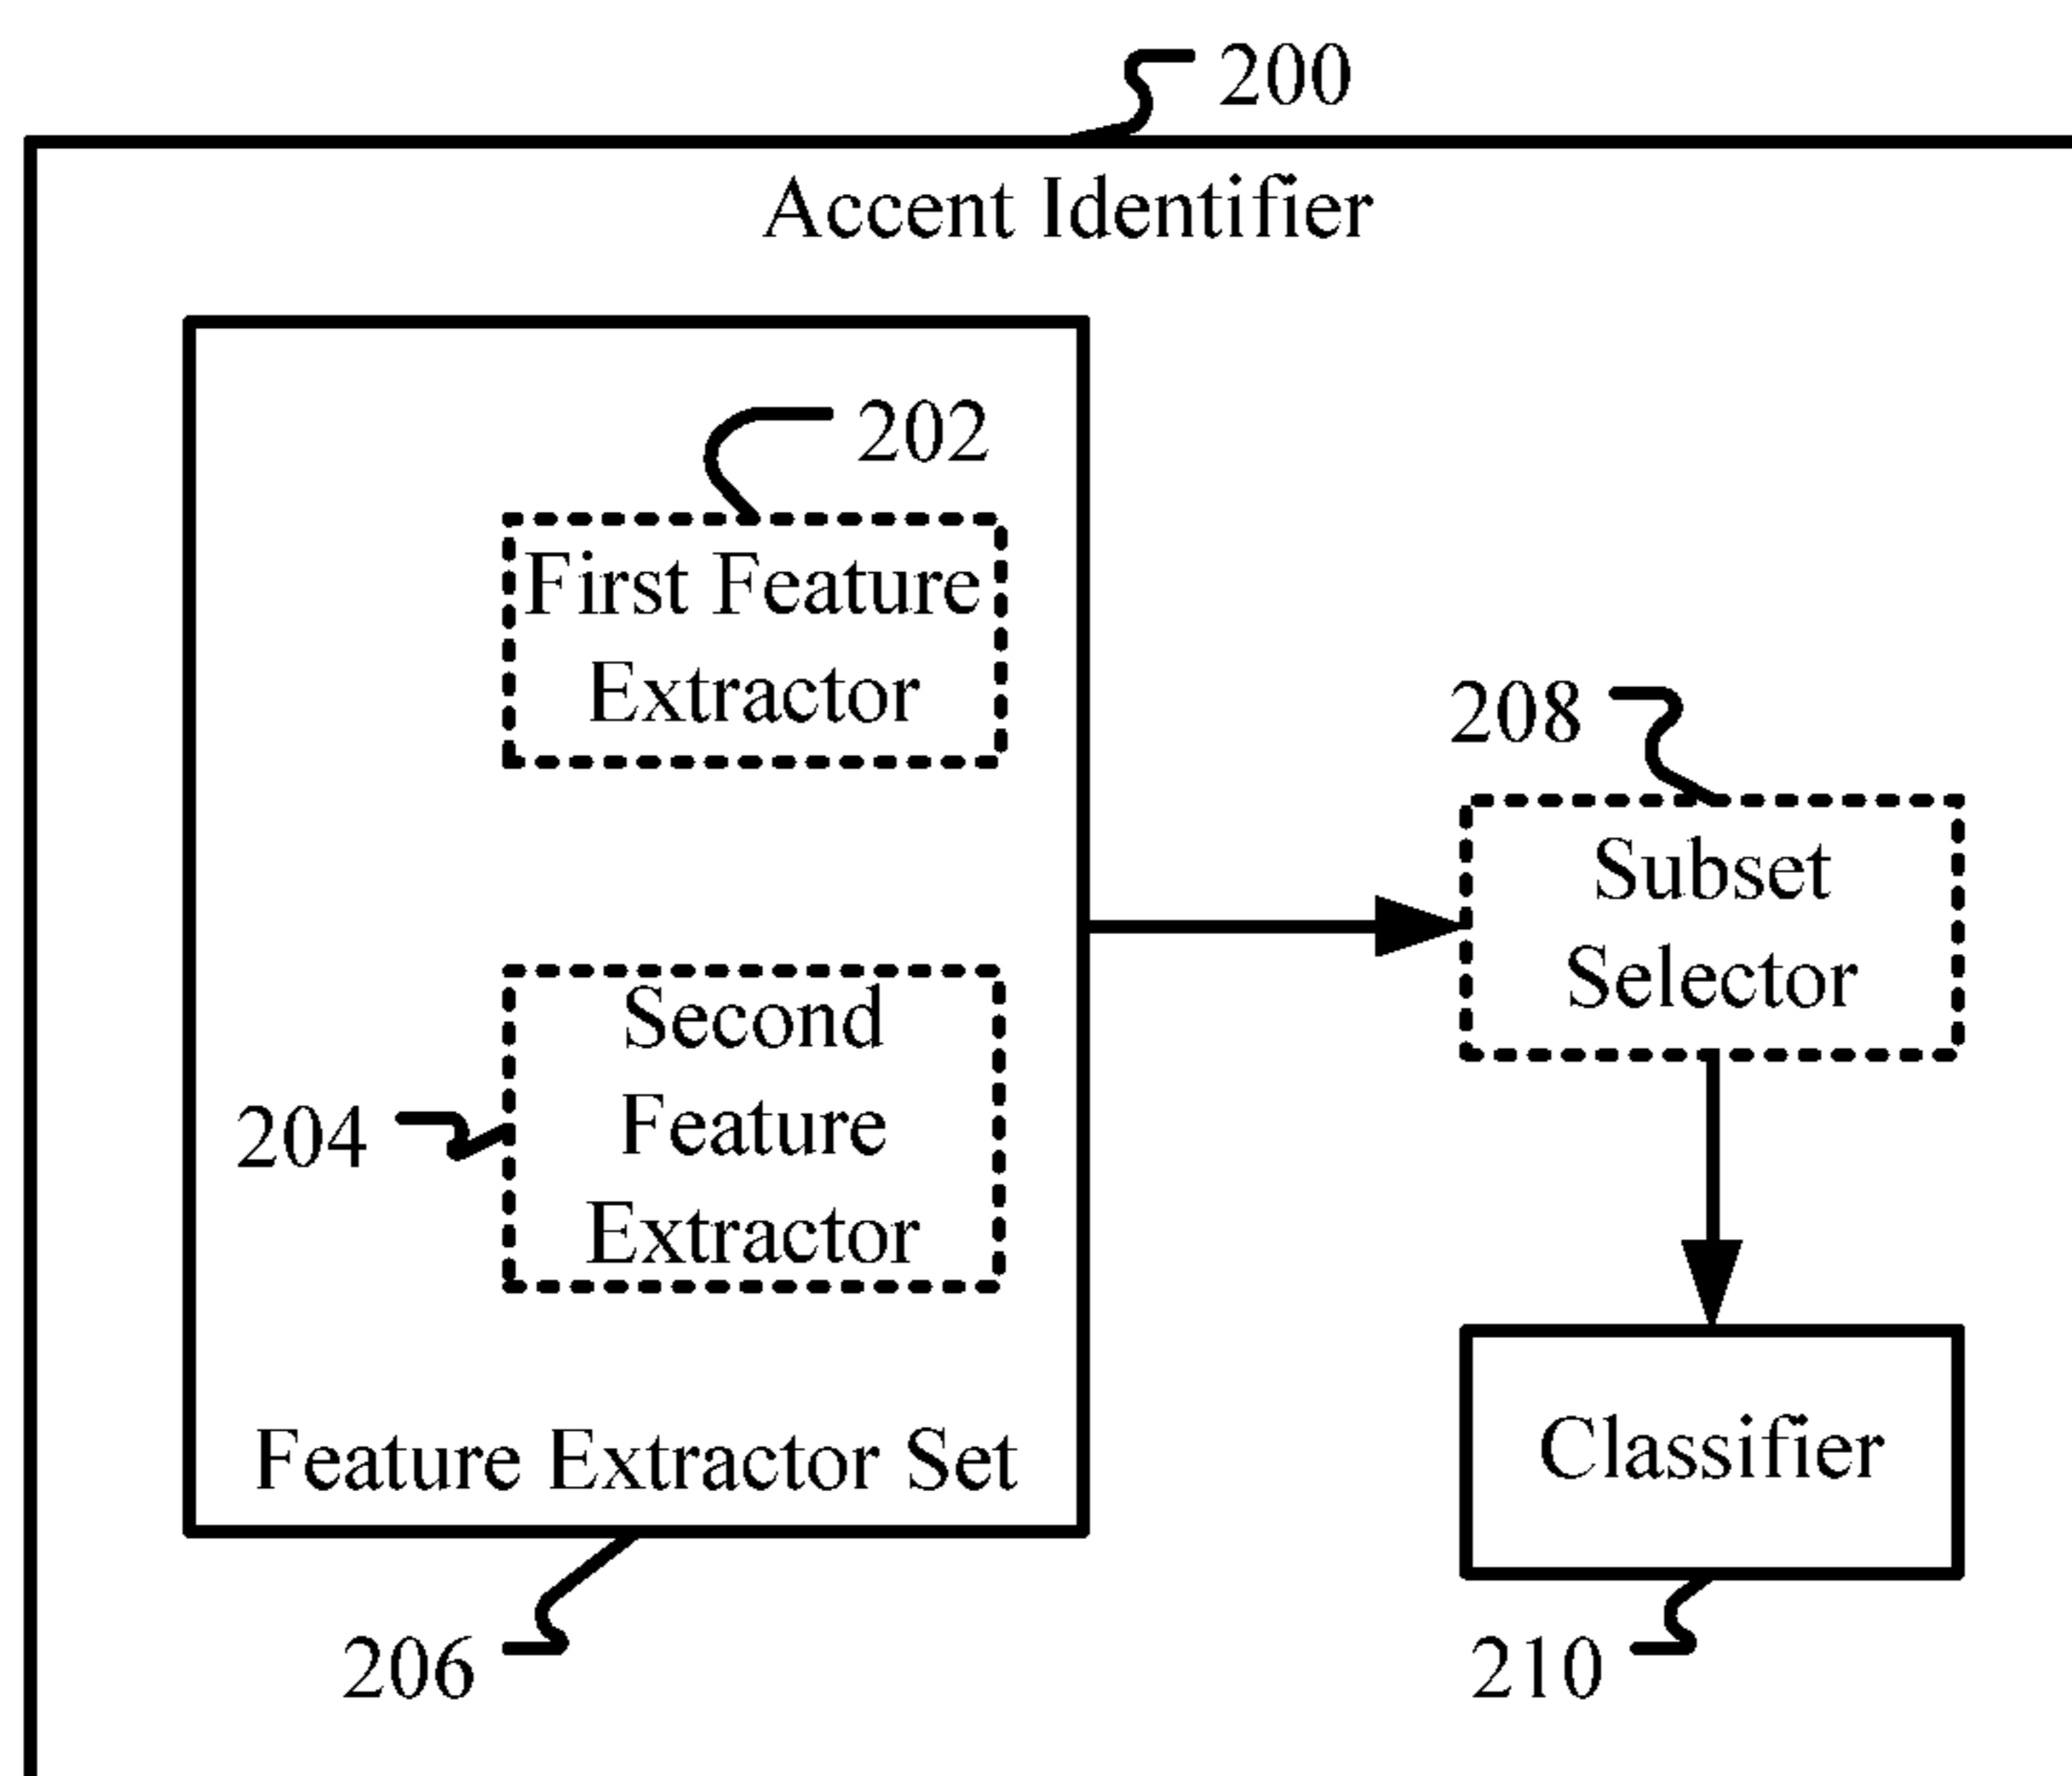 200
Accent Identifier
202
First Feature
Extractor
208
Subset
Selector
Second
Feature
Extractor
204
Feature Extractor Set
Classifier
206
210